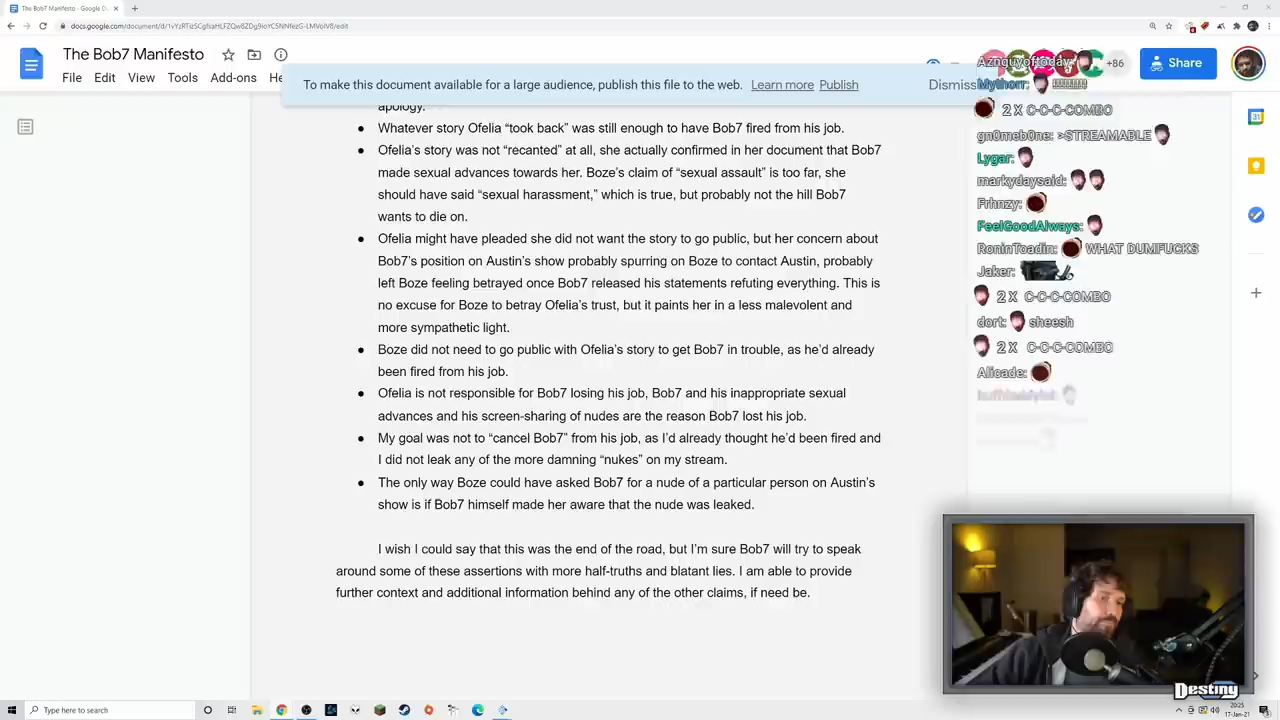 The Bob7 Manifesto - Google D
The Bob7 Manifesto
File Edit View Tools Add-ons
+86
Share
To make this document available for a large audience, publish this file to the web. Learn more Publish Dismiss
apology.
● Whatever story Ofelia “took back” was still enough to have Bob7 fired from his job.
● Ofelia’s story was not “recanted” at all, she actually confirmed in her document that Bob7
made sexual advances towards her. Boze’s claim of “sexual assault” is too far, she
should have said “sexual harassment,” which is true, but probably not the hill Bob7
wants to die on.
● Ofelia might have pleaded she did not want the story to go public, but her concern about
Bob7’s position on Austin’s show probably spurring on Boze to contact Austin, probably
left Boze feeling betrayed once Bob7 released his statements refuting everything. This is
no excuse for Boze to betray Ofelia’s trust, but it paints her in a less malevolent and
more sympathetic light.
● Boze did not need to go public with Ofelia’s story to get Bob7 in trouble, as he’d already
been fired from his job.
● Ofelia is not responsible for Bob7 losing his job, Bob7 and his inappropriate sexual
advances and his screen-sharing of nudes are the reason Bob7 lost his job.
● My goal was not to “cancel Bob7” from his job, as I’d already thought he’d been fired and
I did not leak any of the more damning “nukes” on my stream.
● The only way Boze could have asked Bob7 for a nude of a particular person on Austin’s
show is if Bob7 himself made her aware that the nude was leaked.
I wish I could say that this was the end of the road, but I’m sure Bob7 will try to speak
around some of these assertions with more half-truths and blatant lies. I am able to provide
further context and additional information behind any of the other claims, if need be.
Aznguyoftoday:
Mythorr:
2 X C-C-C-COMBO
gn0meb0ne: >STREAMABLE
Lygar:
markydaysaid:
Frhnzy:
FeelGoodAlways:
RoninToadin: WHAT DUMFUCKS
Jaker:
2 X C-C-C-COMBO
dort: sheesh
2 X C-C-C-COMBO
Alicade:
Destiny
Type here to search
20:25
17-Jan-21